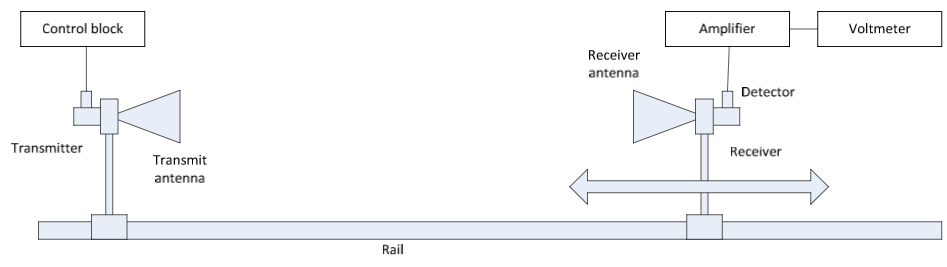 Control block
Amplifier
Voltmeter
Receiver
antenna
Detector
Transmitter
Transmit
antenna
Receiver
Rail